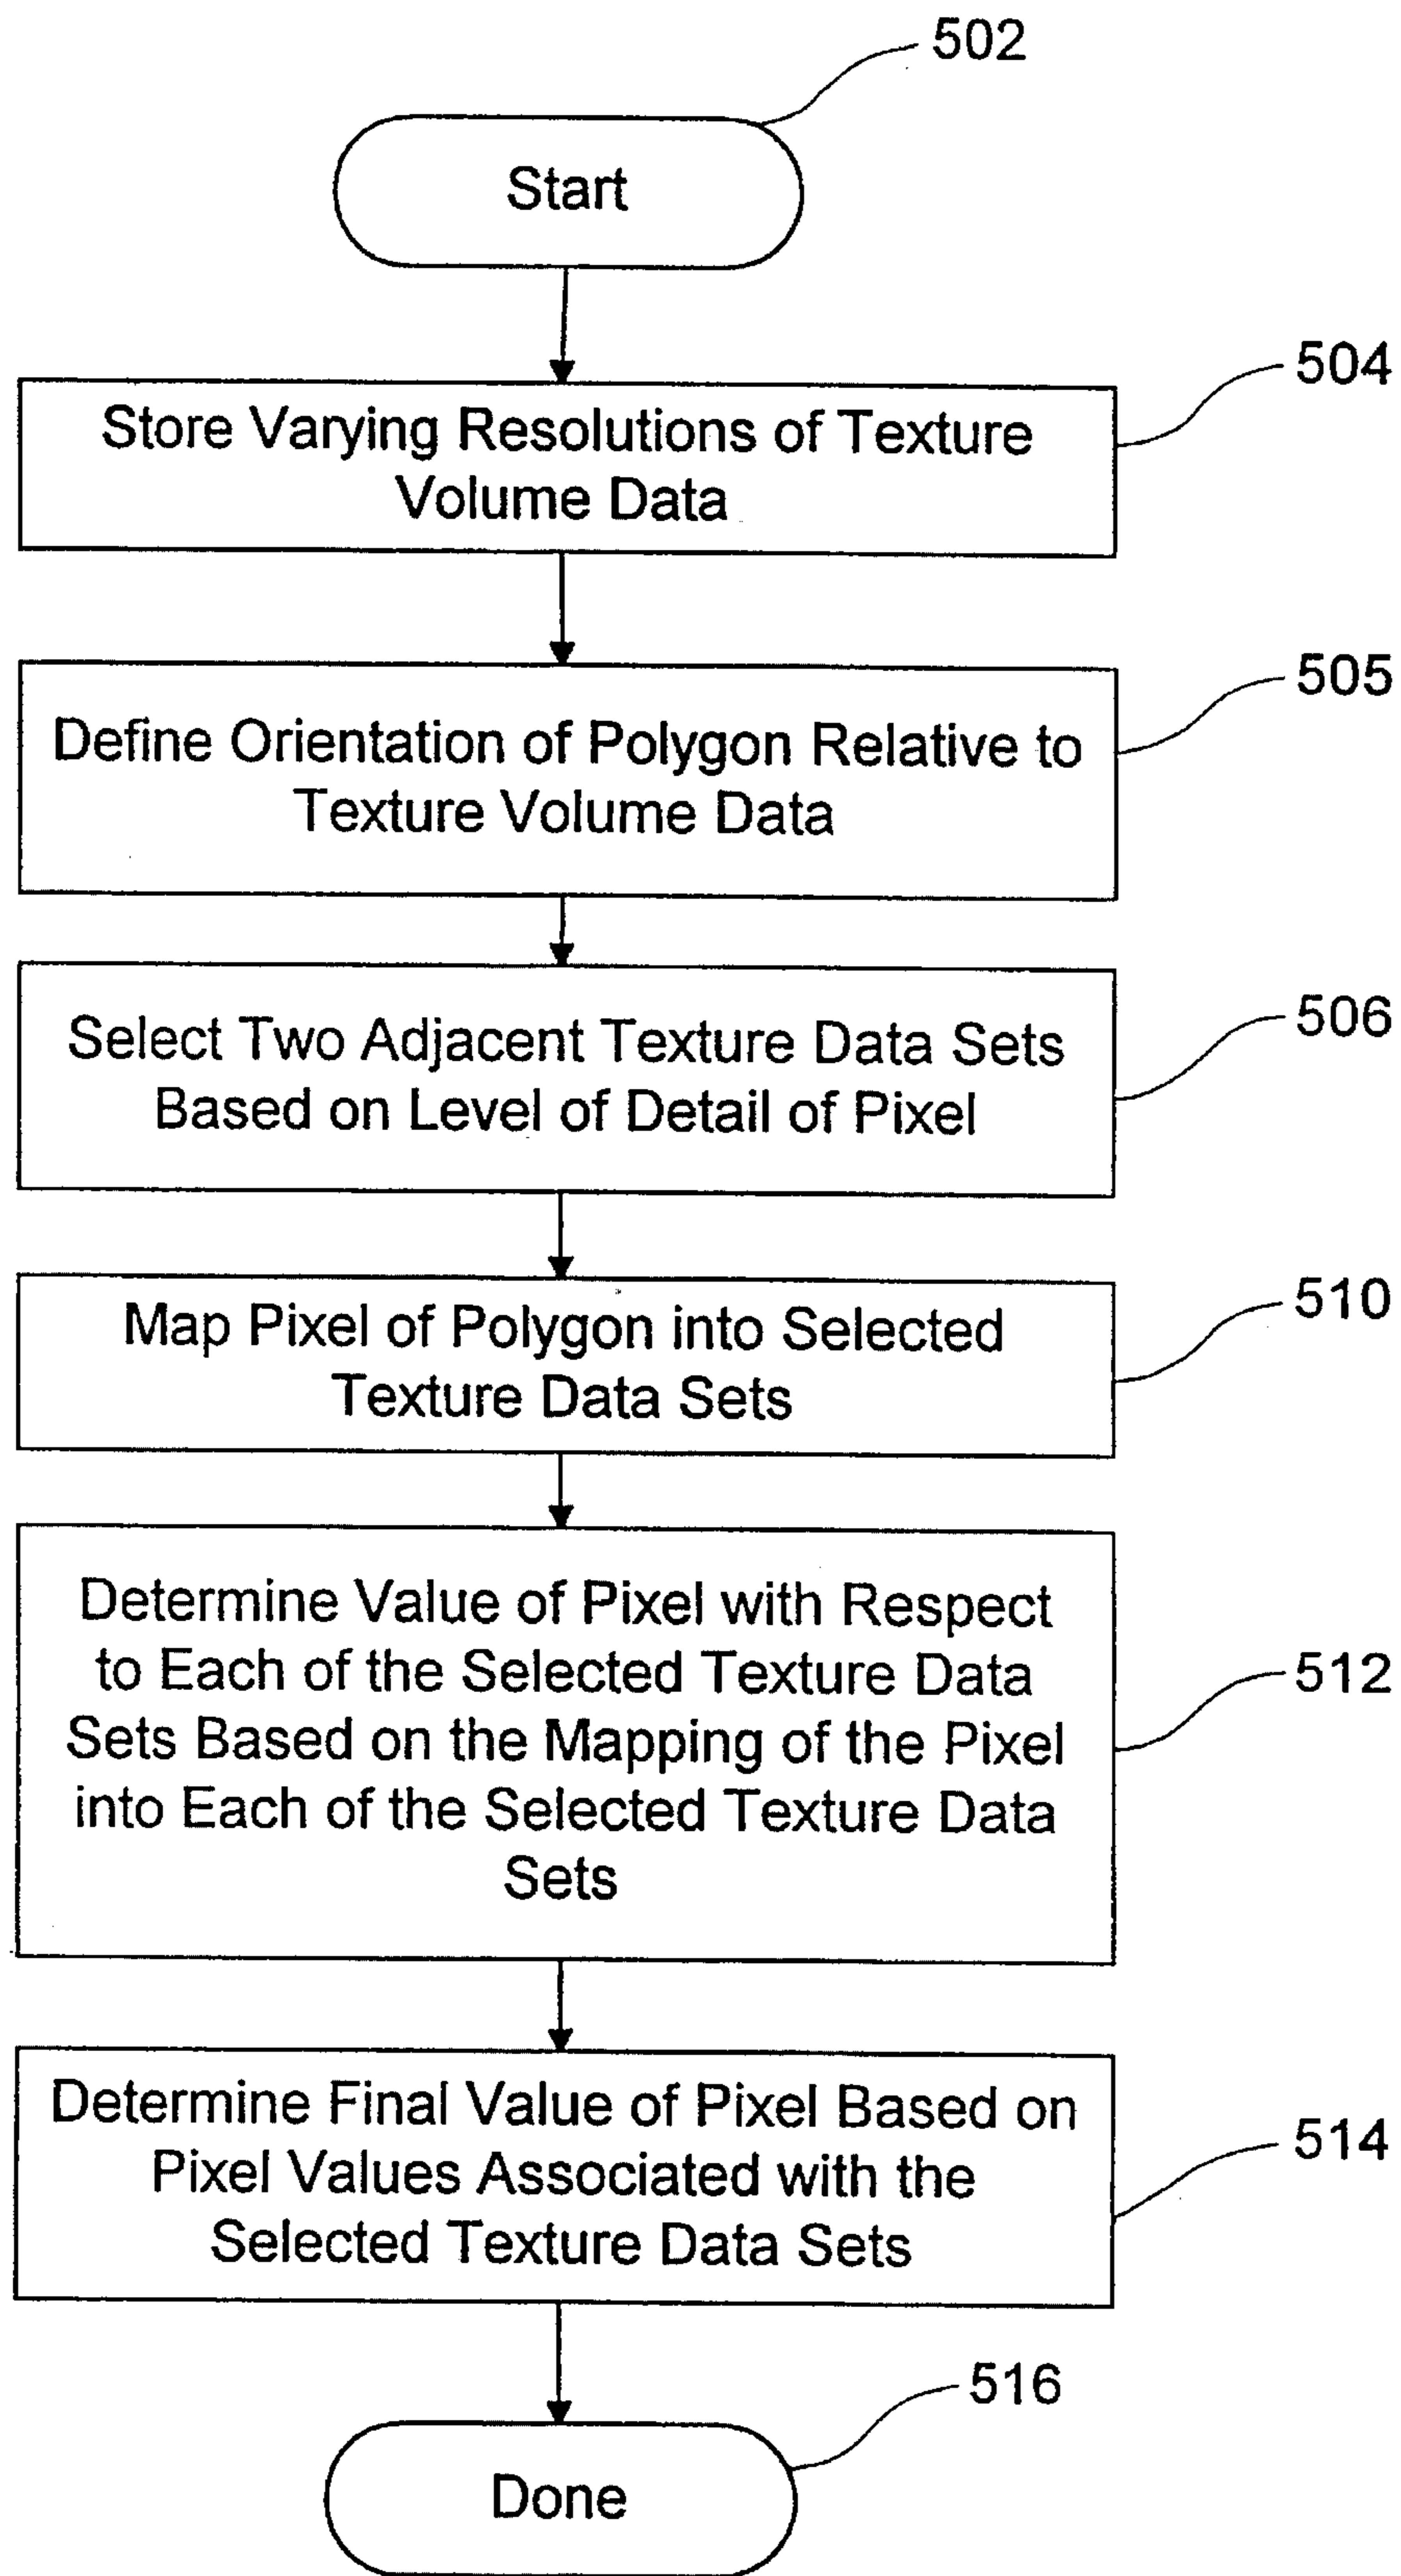 502
Start
504
Store Varying Resolutions of Texture
Volume Data
505
Define Orientation of Polygon Relative to
Texture Volume Data
506
Select Two Adjacent Texture Data Sets
Based on Level of Detail of Pixel
510
Map Pixel of Polygon into Selected
Texture Data Sets
512
Determine Value of Pixel with Respect
to Each of the Selected Texture Data
Sets Based on the Mapping of the Pixel
into Each of the Selected Texture Data
Sets
514
Determine Final Value of Pixel Based on
Pixel Values Associated with the
Selected Texture Data Sets
516
Done